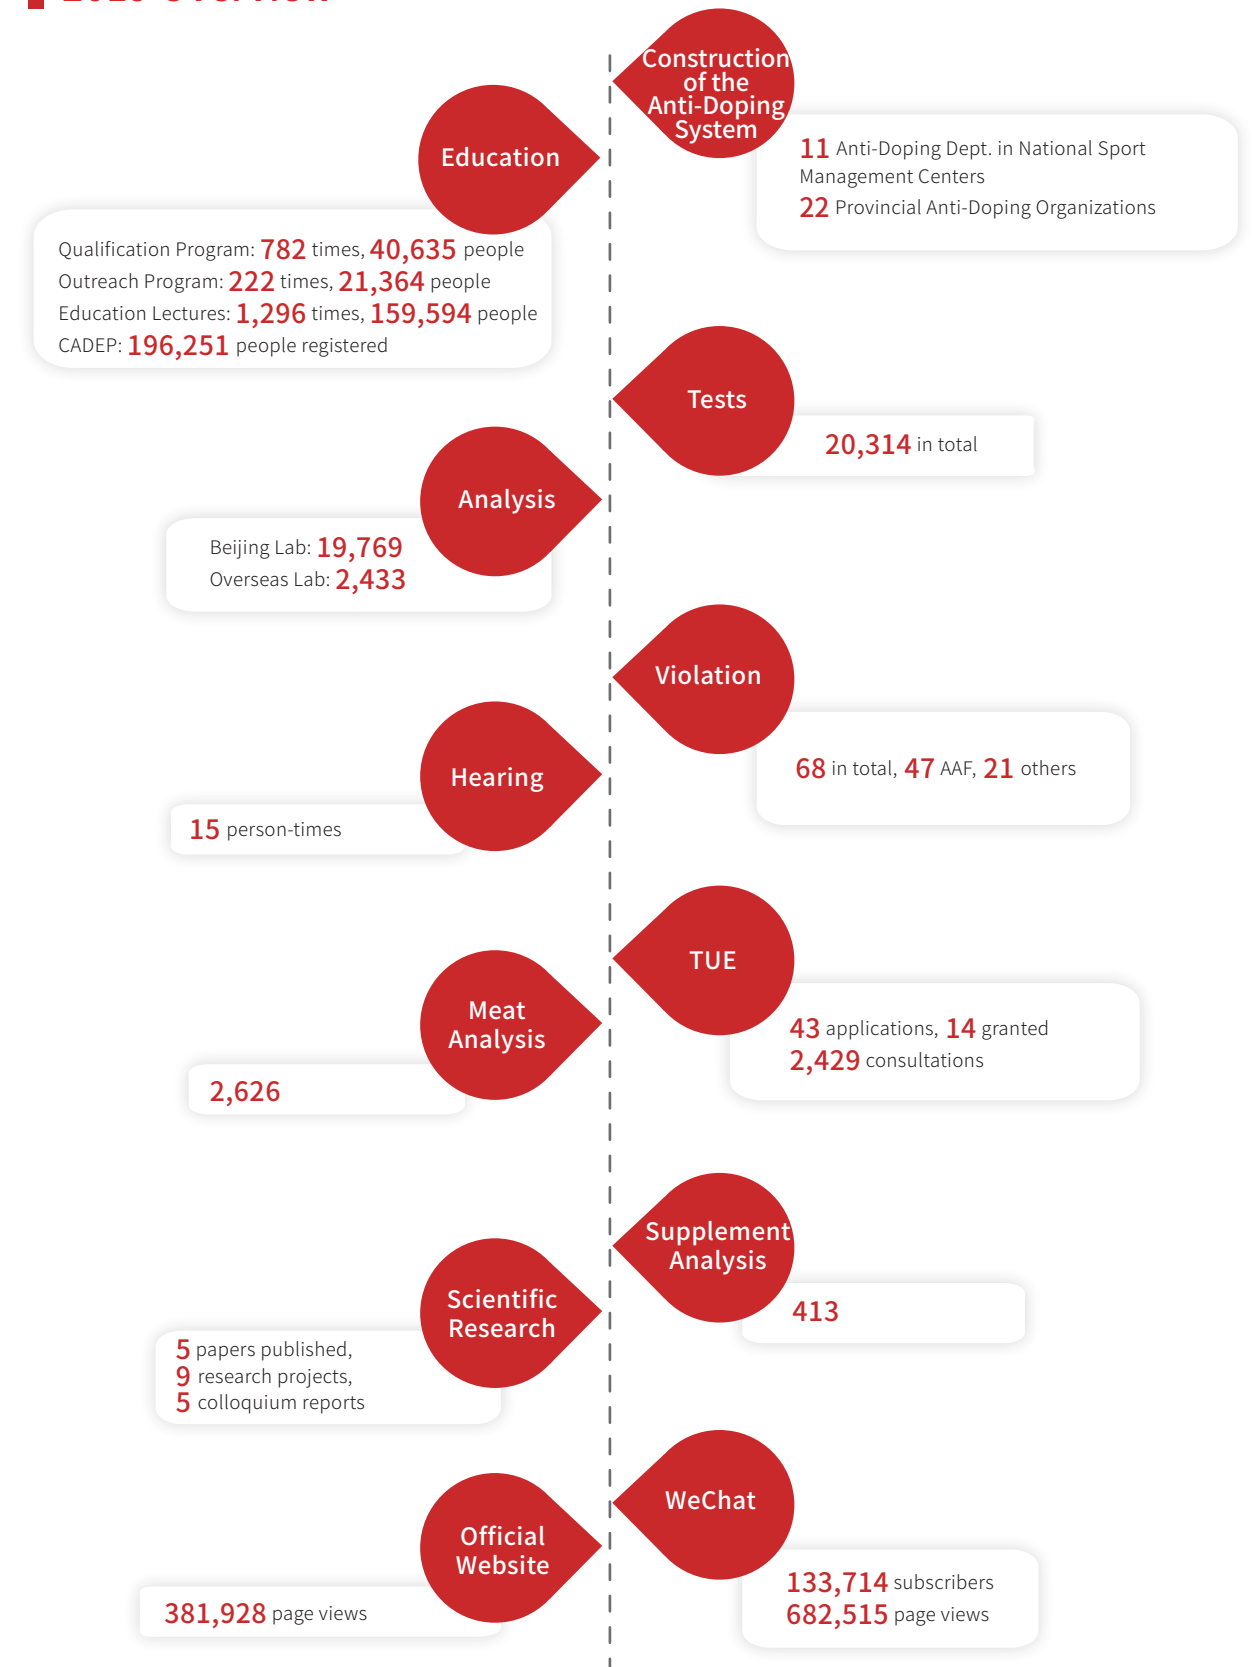 Construction
of the
Anti-Doping
System
11 Anti-Doping Dept. in National Sport
Management Centers
22 Provincial Anti-Doping Organizations
Education
Qualification Program: 782 times, 40,635 people
Outreach Program: 222 times, 21,364 people
Education Lectures: 1,296 times, 159,594 people
CADEP: 196,251 people registered
Tests
20,314 in total
Analysis
Beijing Lab: 19,769
Overseas Lab: 2,433
Violation
68 in total, 47 AAF, 21 others
Hearing
15 person-times
TUE
43 applications, 14 granted
2,429 consultations
Meat
Analysis
2,626
Supplement
Analysis
413
Scientific
Research
5 papers published,
9 research projects,
5 colloquium reports
WeChat
133,714 subscribers
682,515 page views
Official
Website
381,928 page views